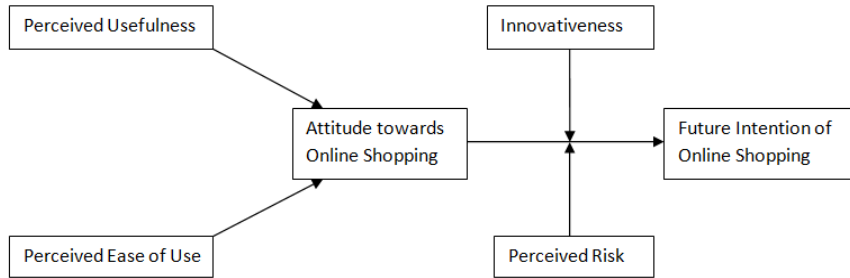 Perceived Usefulness
Innovativeness
Attitude towards
Online Shopping
Future Intention of
Online Shopping
Perceived Ease of Use
Perceived Risk